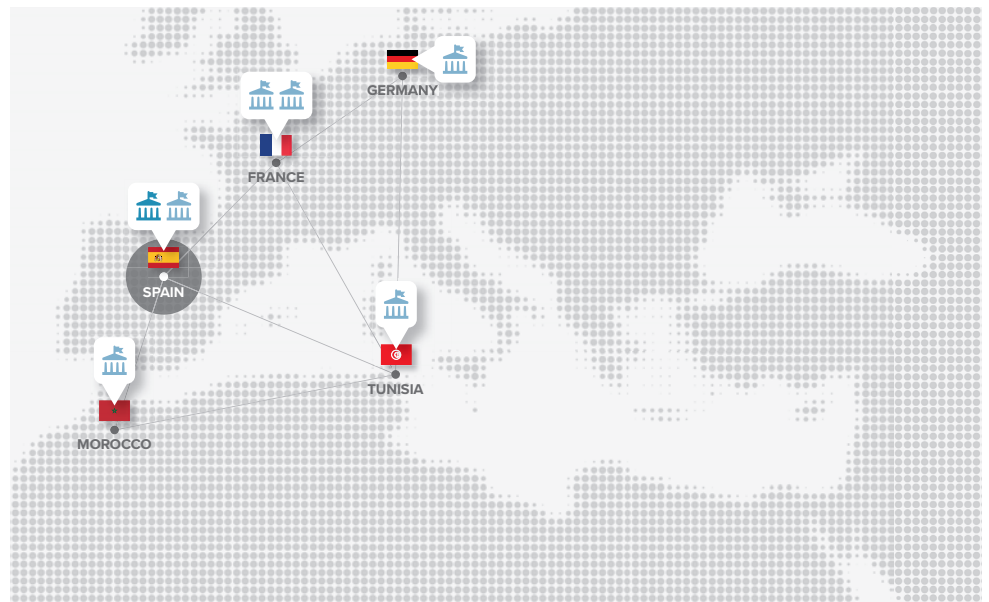 GERMANY
FRANCE
SPAIN
TUNISIA
MOROCCO